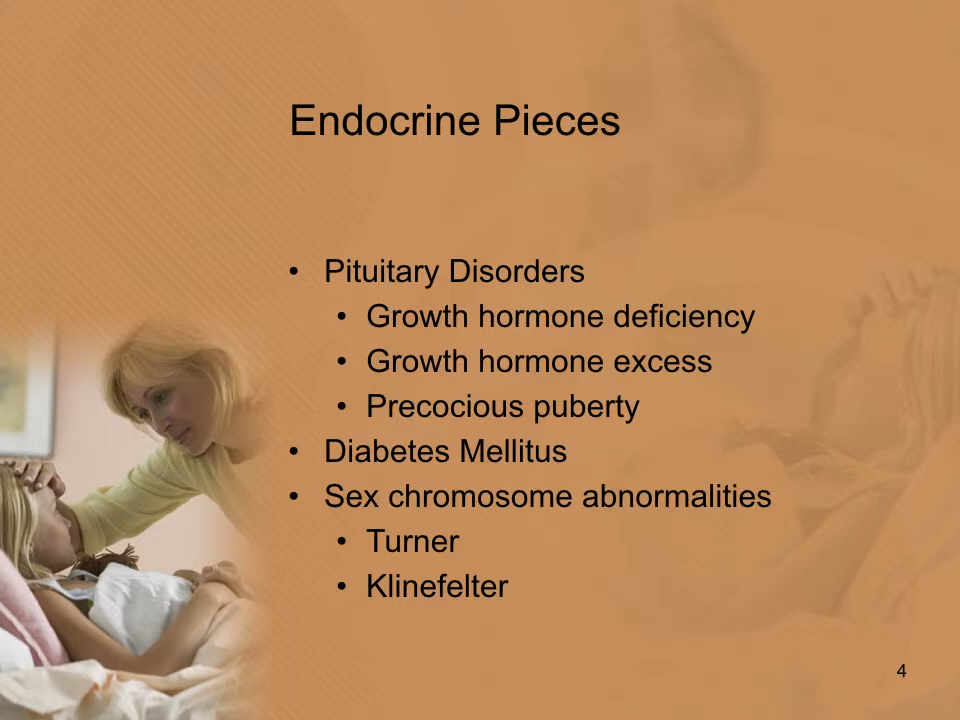 Endocrine Pieces
• Pituitary Disorders
• Growth hormone deficiency
• Growth hormone excess
• Precocious puberty
• Diabetes Mellitus
• Sex chromosome abnormalities
• Turner
• Klinefelter
4